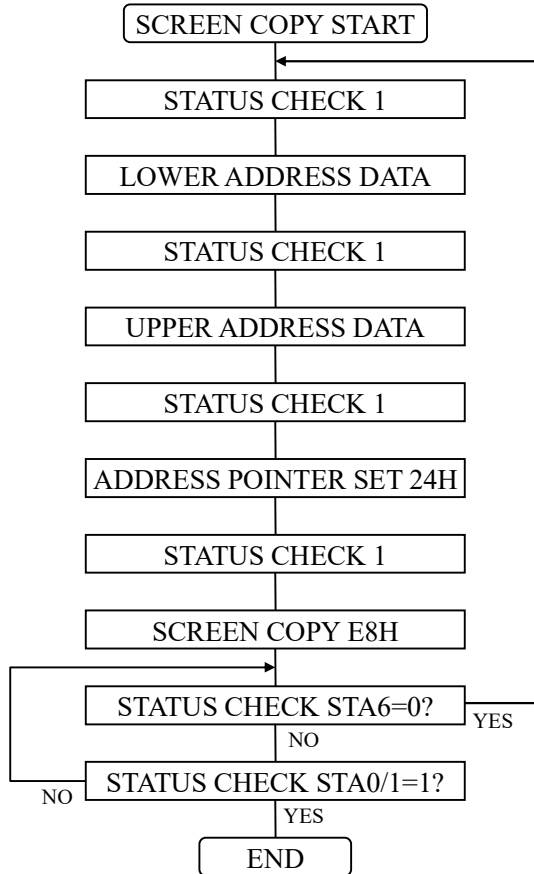 SCREEN COPY START
STATUS CHECK 1
LOWER ADDRESS DATA
STATUS CHECK 1
UPPER ADDRESS DATA
STATUS CHECK 1
ADDRESS POINTER SET 24H
STATUS CHECK 1
SCREEN COPY E8H
STATUS CHECK STA6=0?
YES
NO
STATUS CHECK STA0/1=1?
NO
YES
END